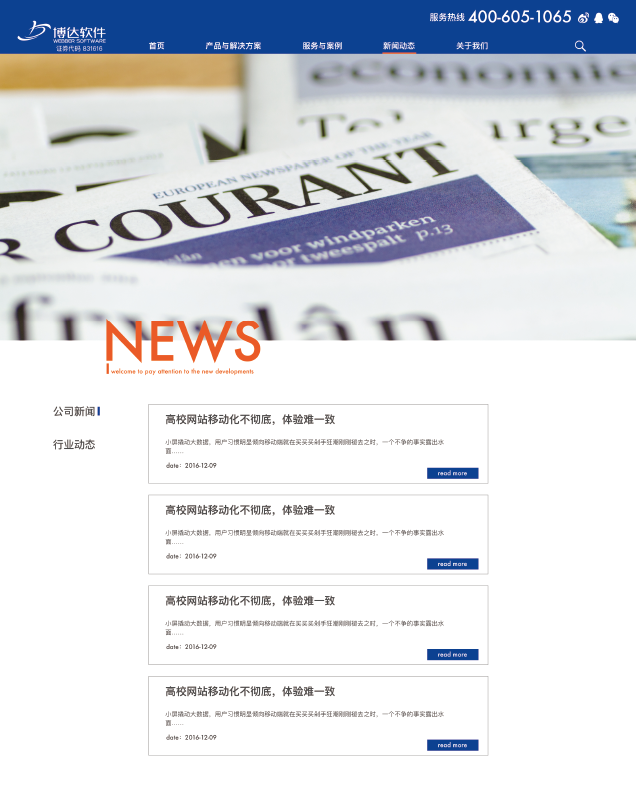 服务热线 400-605-1065
博达软件
WEBBER SOFTWARE
证券代码 831616
首页
产品与解决方案
服务与案例
新闻动态
关于我们
economic
To urge
EUROPEAN NEWSPAPER OF THE YEAR
R COURANT
slân
en voor windparken
or tweespalt p.13
september
fryslân
NEWS
welcome to pay attention to the new developments
公司新闻
行业动态
高校网站移动化不彻底，体验难一致
小屏撬动大数据，用户习惯明显倾向移动端就在买买买剁手狂潮刚刚褪去之时，一个不争的事实露出水
面……
date：2016-12-09
read more
高校网站移动化不彻底，体验难一致
小屏撬动大数据，用户习惯明显倾向移动端就在买买买剁手狂潮刚刚褪去之时，一个不争的事实露出水
面……
date：2016-12-09
read more
高校网站移动化不彻底，体验难一致
小屏撬动大数据，用户习惯明显倾向移动端就在买买买剁手狂潮刚刚褪去之时，一个不争的事实露出水
面……
date：2016-12-09
read more
高校网站移动化不彻底，体验难一致
小屏撬动大数据，用户习惯明显倾向移动端就在买买买剁手狂潮刚刚褪去之时，一个不争的事实露出水
面……
date：2016-12-09
read more